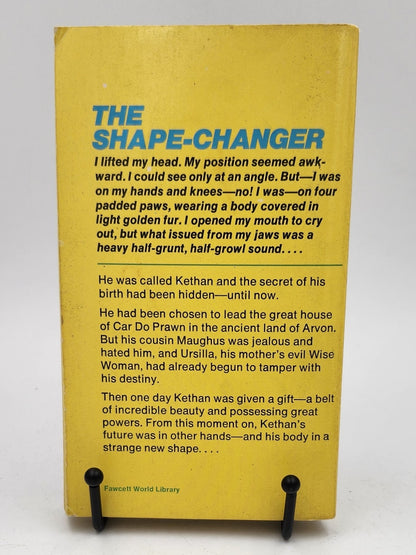 THE
SHAPE-CHANGER
I lifted my head. My position seemed awk-
ward. I could see only at an angle. But—I was
on my hands and knees—no! I was—on four
padded paws, wearing a body covered in
light golden fur. I opened my mouth to cry
out, but what issued from my jaws was a
heavy half-grunt, half-growl sound. . . .
He was called Kethan and the secret of his
birth had been hidden—until now.
He had been chosen to lead the great house
of Car Do Prawn in the ancient land of Arvon.
But his cousin Maughus was jealous and
hated him, and Ursilla, his mother's evil Wise
Woman, had already begun to tamper with
his destiny.
Then one day Kethan was given a gift—a belt
of incredible beauty and possessing great
powers. From this moment on, Kethan's
future was in other hands—and his body in a
strange new shape. . . .
Fawcett World Library